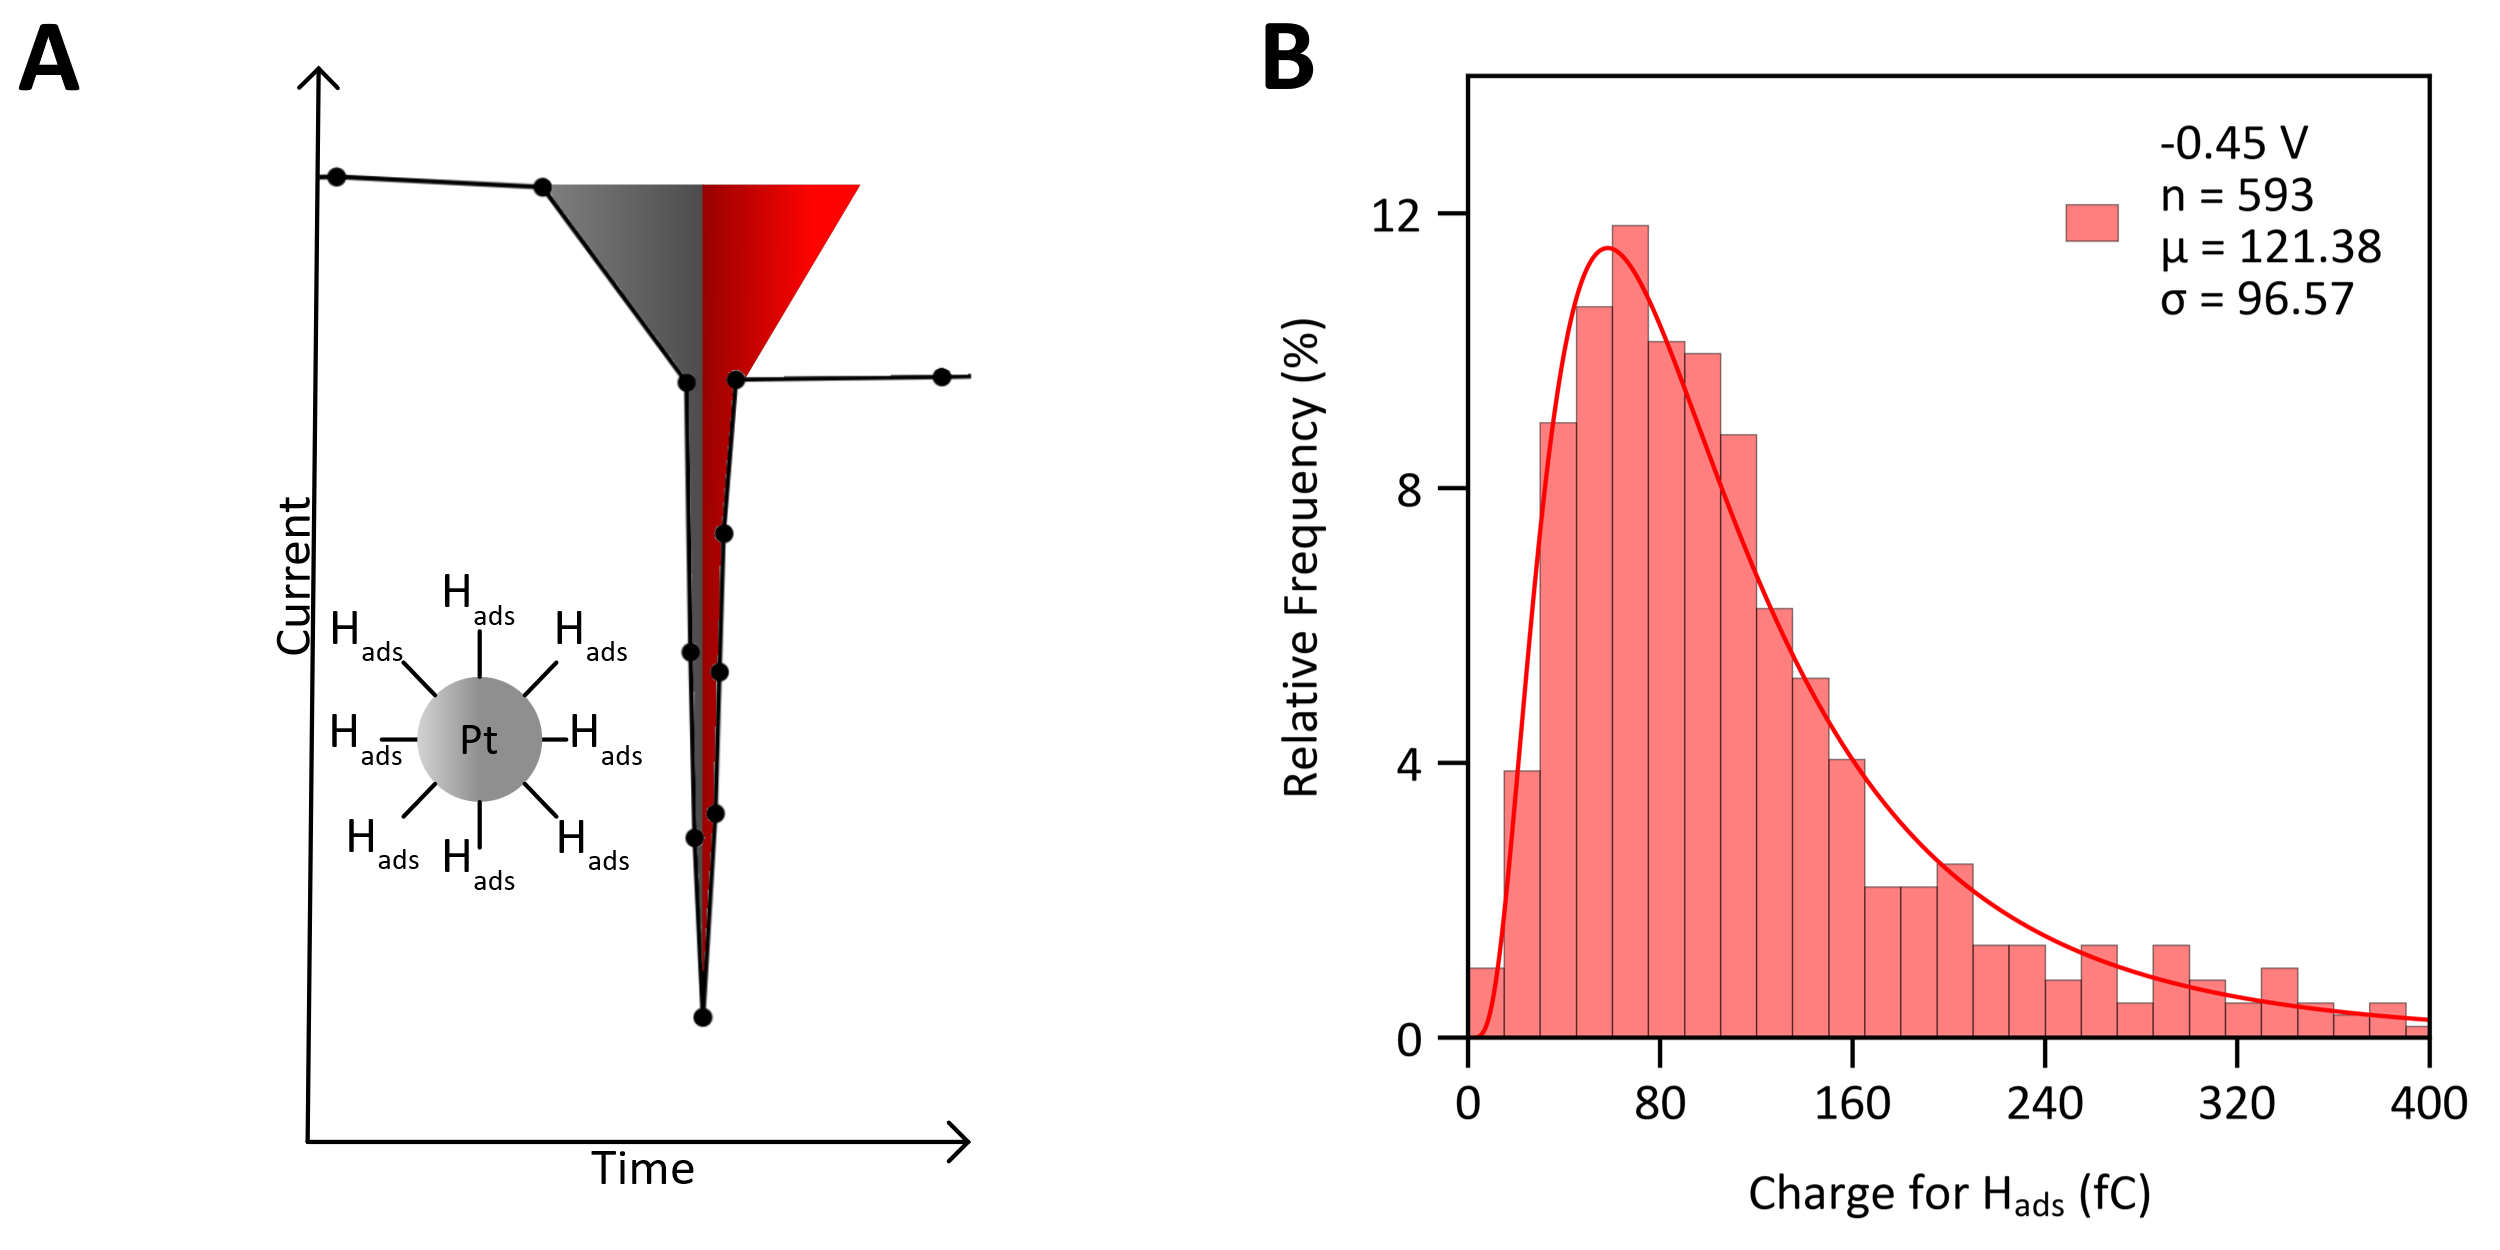 A
Current
H ads
H ads
H ads
H ads
Pt
H ads
H ads
H ads
H ads
Time
B
-0.45 V
n = 593
μ = 121.38
σ = 96.57
Relative Frequency (%)
12
8
4
0
0 80 160 240 320 400
Charge for Hads (fC)